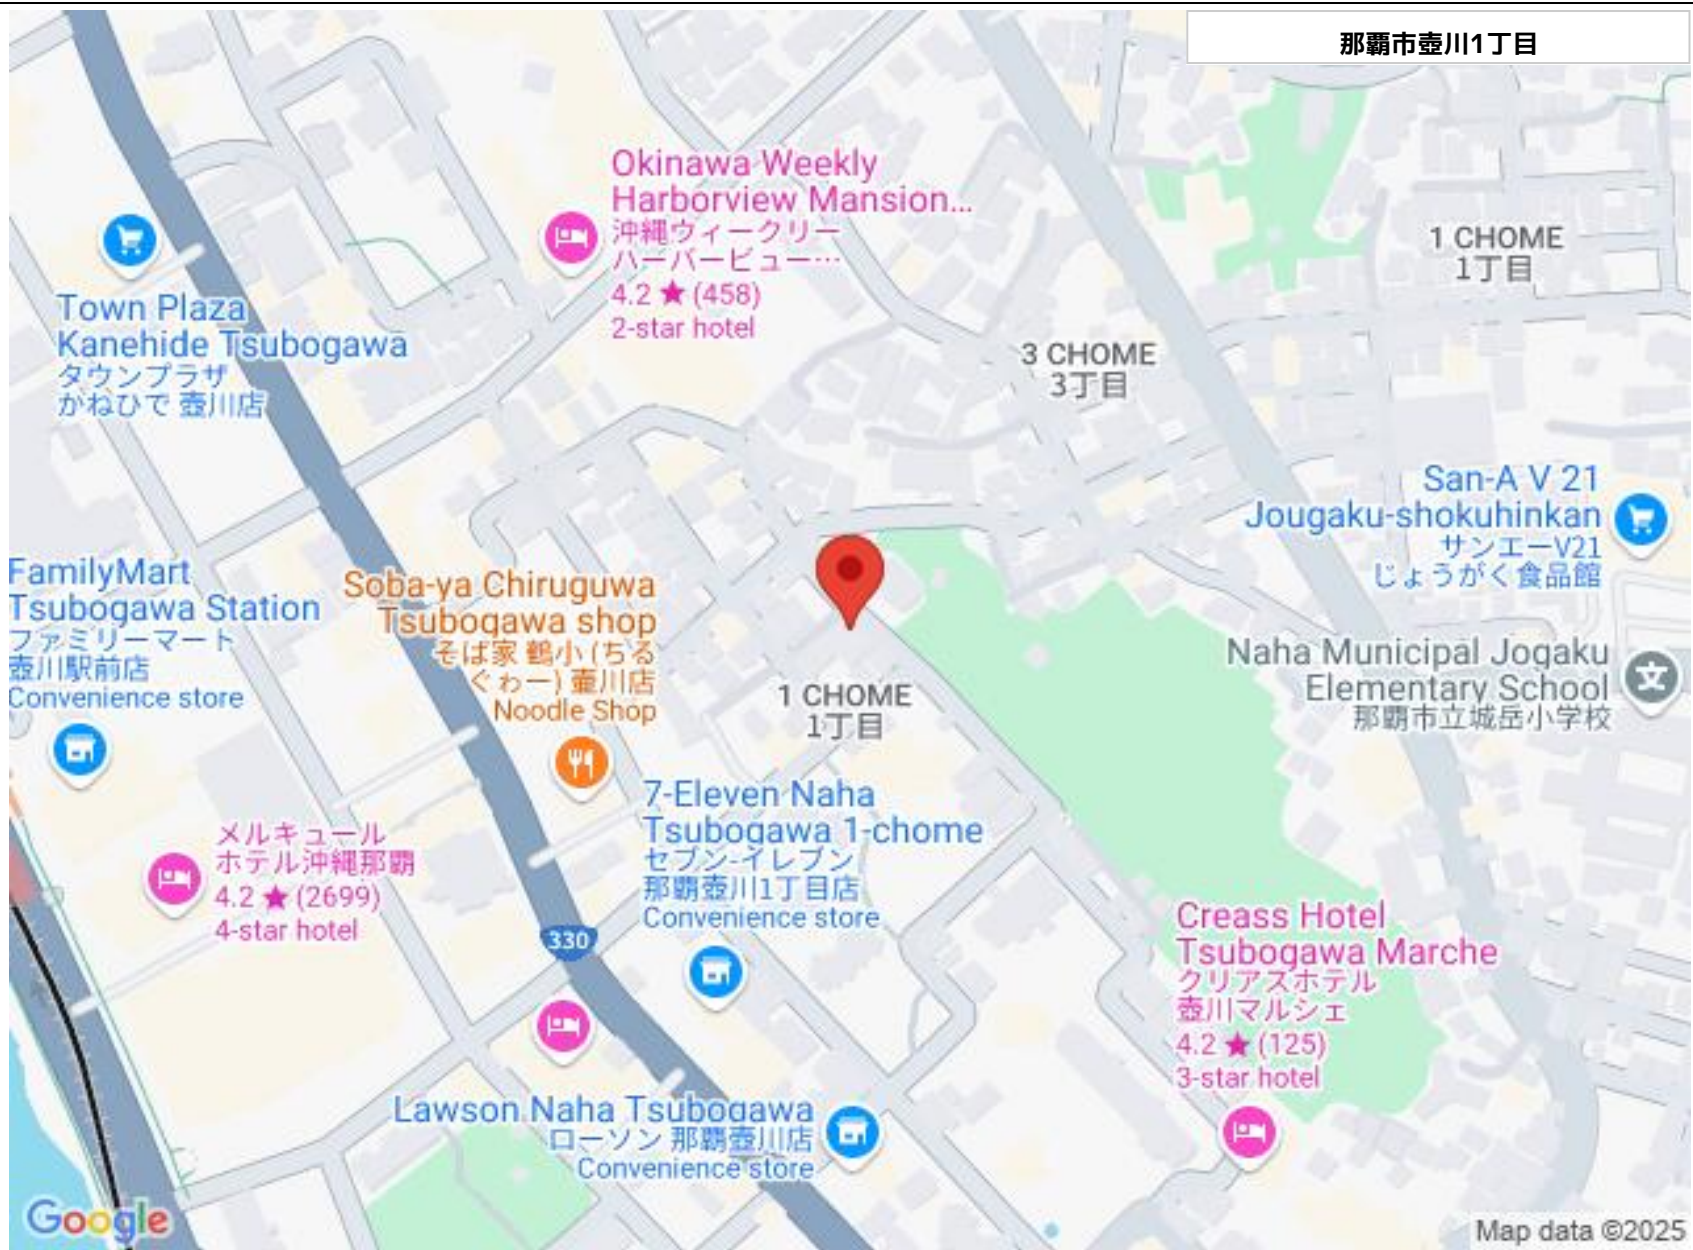 那覇市壺川1丁目
Okinawa Weekly
Harborview Mansion...
沖縄ウィークリー
ハーバービュー…
4.2 ★ (458)
2-star hotel
1 CHOME
1丁目
Town Plaza
Kanehide Tsubogawa
タウンプラザ
かねひで 壺川店
3 CHOME
3丁目
San-A V 21
Jougaku-shokuhinkan
サンエーV21
じょうがく食品館
FamilyMart
Tsubogawa Station
ファミリーマート
壺川駅前店
Convenience store
Soba-ya Chiruguwa
Tsubogawa shop
そば家 鶴小 (ちる
ぐゎー) 壷川店
Noodle Shop
Naha Municipal Jogaku
Elementary School
那覇市立城岳小学校
文
1 CHOME
1丁目
7-Eleven Naha
Tsubogawa 1-chome
セブン-イレブン
那覇壺川1丁目店
Convenience store
メルキュール
ホテル沖縄那覇
4.2 ★ (2699)
4-star hotel
330
Creass Hotel
Tsubogawa Marche
クリアスホテル
壺川マルシェ
4.2 ★ (125)
3-star hotel
Lawson Naha Tsubogawa
ローソン 那覇壺川店
Convenience store
Google
Map data ©2025